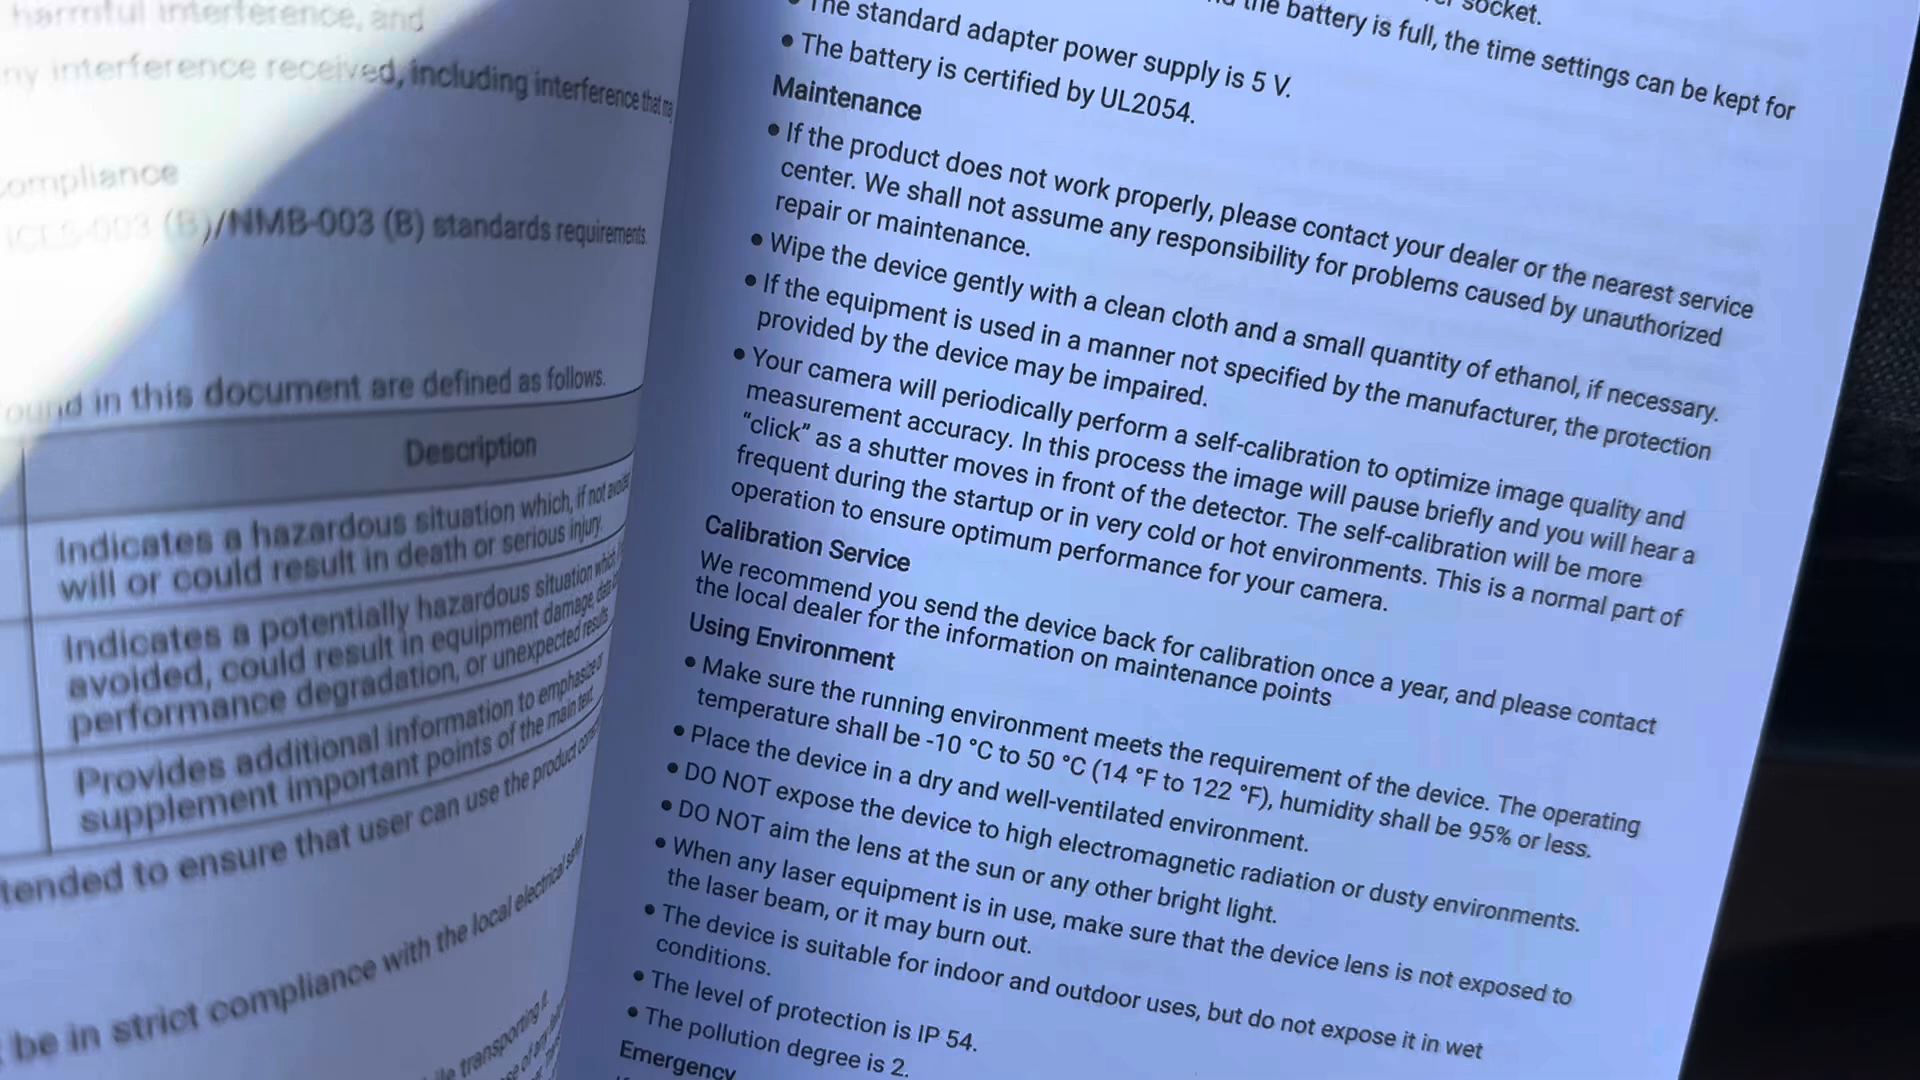 harmful interference, and
interference received, including interference that
compliance
ICES-003 (B)/NMB-003 (B) standards requirements.
in this document are defined as follows.
Description
Indicates a hazardous situation which, if not
will or could result in death or serious injury.
Indicates a potentially hazardous situation which,
avoided, could result in equipment damage,
performance degradation, or unexpected results
Provides additional information to emphasize or
supplement important points of the main text.
to ensure that user can use the product
be in strict compliance with the local electrical
transporting it.
socket.
the battery is full, the time settings can be kept for
• The standard adapter power supply is 5 V.
• The battery is certified by UL2054.
Maintenance
• If the product does not work properly, please contact your dealer or the nearest service
center. We shall not assume any responsibility for problems caused by unauthorized
repair or maintenance.
• Wipe the device gently with a clean cloth and a small quantity of ethanol, if necessary.
• If the equipment is used in a manner not specified by the manufacturer, the protection
provided by the device may be impaired.
• Your camera will periodically perform a self-calibration to optimize image quality and
measurement accuracy. In this process the image will pause briefly and you will hear a
“click” as a shutter moves in front of the detector. The self-calibration will be more
frequent during the startup or in very cold or hot environments. This is a normal part of
operation to ensure optimum performance for your camera.
Calibration Service
We recommend you send the device back for calibration once a year, and please contact
the local dealer for the information on maintenance points
Using Environment
• Make sure the running environment meets the requirement of the device. The operating
temperature shall be -10 °C to 50 °C (14 °F to 122 °F), humidity shall be 95% or less.
• Place the device in a dry and well-ventilated environment.
• DO NOT expose the device to high electromagnetic radiation or dusty environments.
• DO NOT aim the lens at the sun or any other bright light.
• When any laser equipment is in use, make sure that the device lens is not exposed to
the laser beam, or it may burn out.
• The device is suitable for indoor and outdoor uses, but do not expose it in wet
conditions.
• The level of protection is IP 54.
• The pollution degree is 2.
Emergency